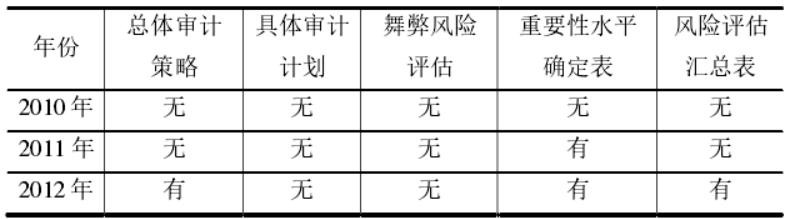 年份 总体审计策略 具体审计计划 舞弊风险评估 重要性水平确定表 风险评估汇总表
2010年 无 无 无 无 无
2011年 无 无 无 有 无
2012年 有 无 无 有 有